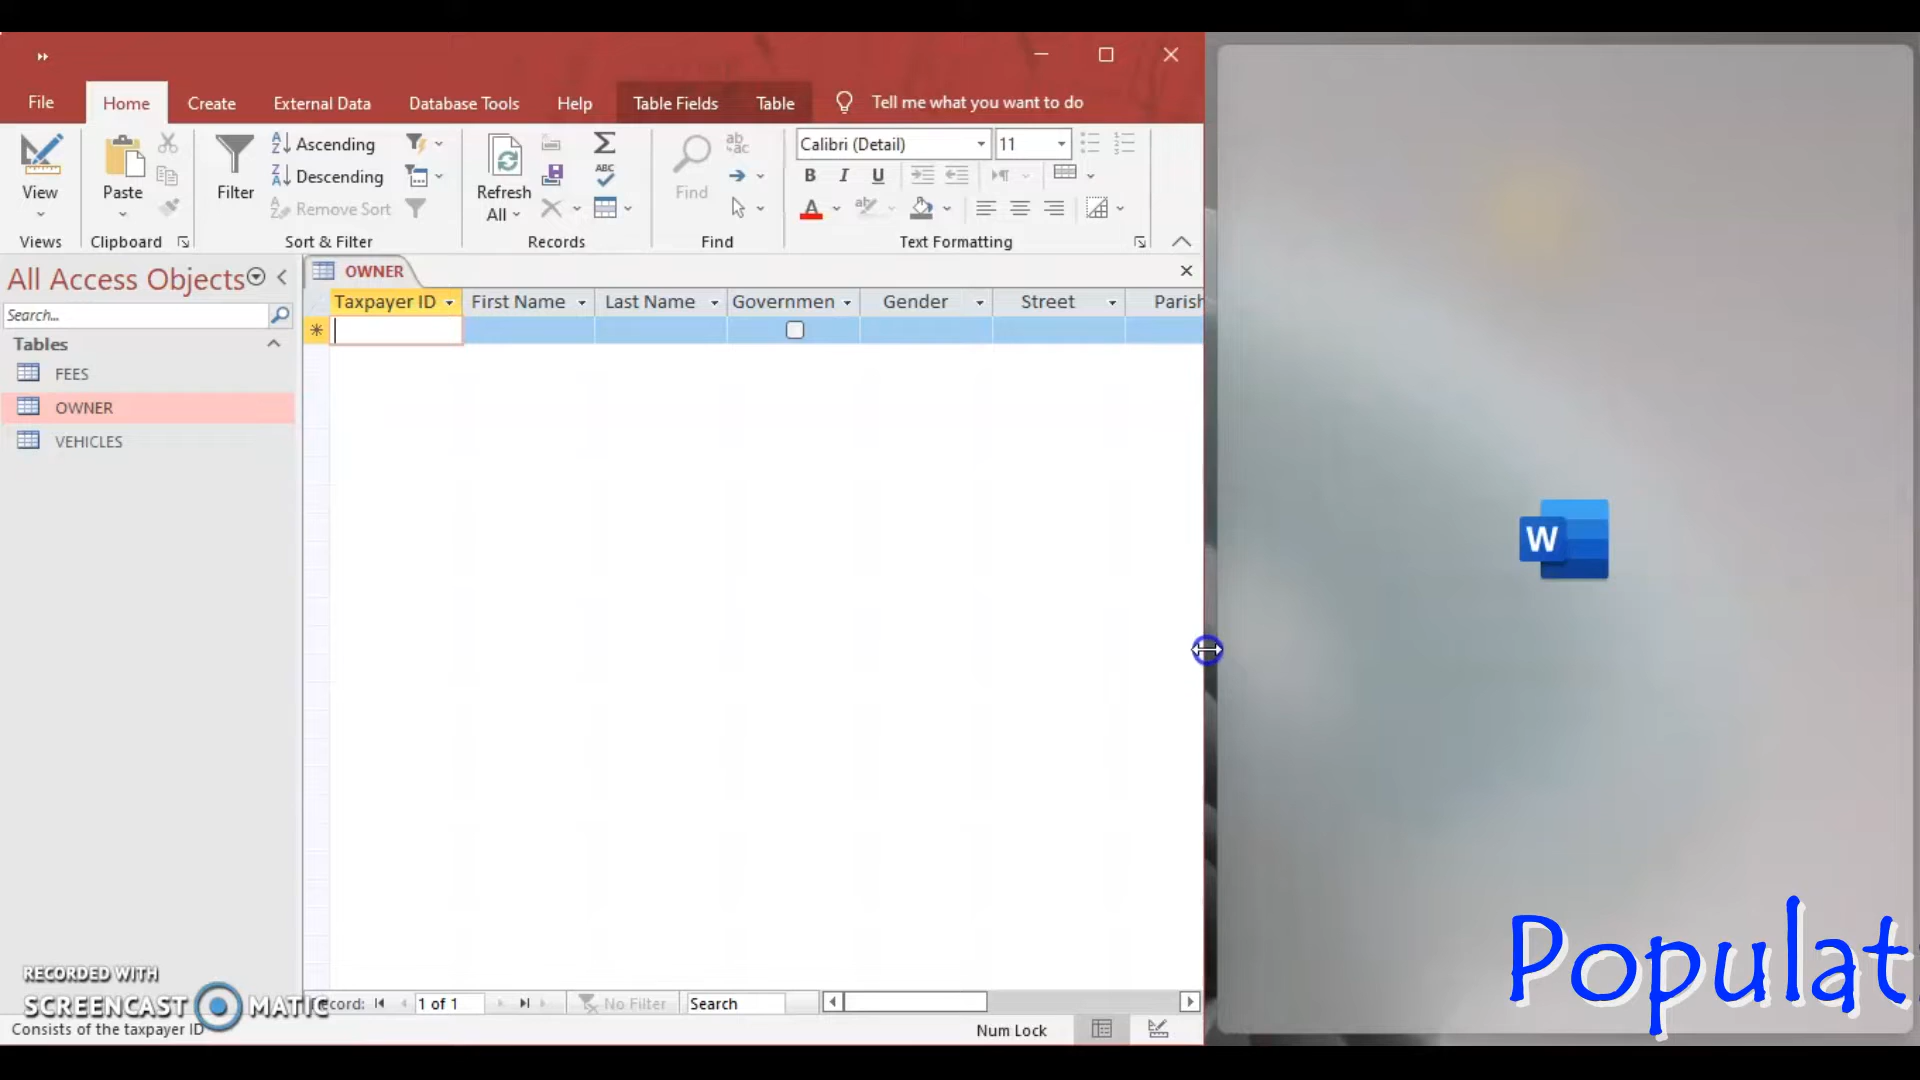 File Home Create External Data Database Tools Help Table Fields Table Tell me what you want to do
View
Views
Paste
Clipboard
Filter
Ascending
Descending
Remove Sort
Sort & Filter
Refresh
All
Records
ABC
ab
ac
Find
Find
Calibri (Detail) 11
B I U
A
Text Formatting
All Access Objects
Search...
Tables
FEES
OWNER
VEHICLES
OWNER
Taxpayer ID First Name Last Name Governmen Gender Street Parish
W
Populat
RECORDED WITH
SCREENCAST MATIC
cord: 1 of 1 No Filter Search
Consists of the taxpayer ID
Num Lock